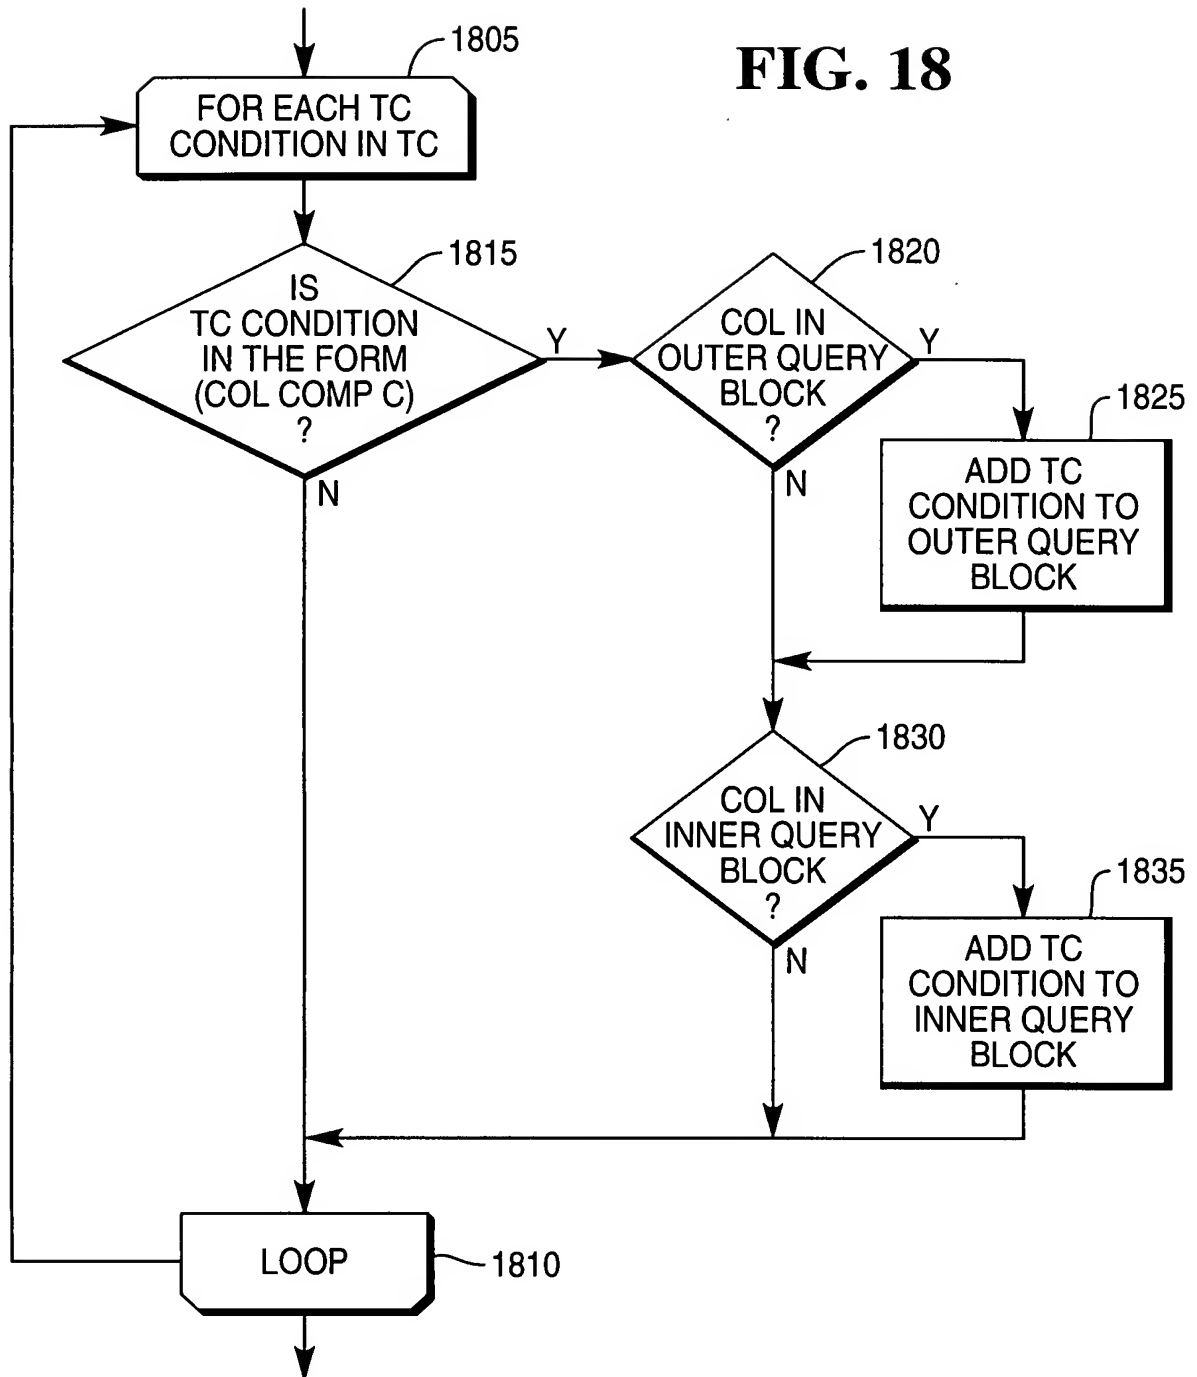 FIG. 18
1805
FOR EACH TC
CONDITION IN TC
1815
IS
TC CONDITION
IN THE FORM
(COL COMP C)
?
Y
N
1820
COL IN
OUTER QUERY
BLOCK
?
Y
N
1825
ADD TC
CONDITION TO
OUTER QUERY
BLOCK
1830
COL IN
INNER QUERY
BLOCK
?
Y
N
1835
ADD TC
CONDITION TO
INNER QUERY
BLOCK
LOOP
1810